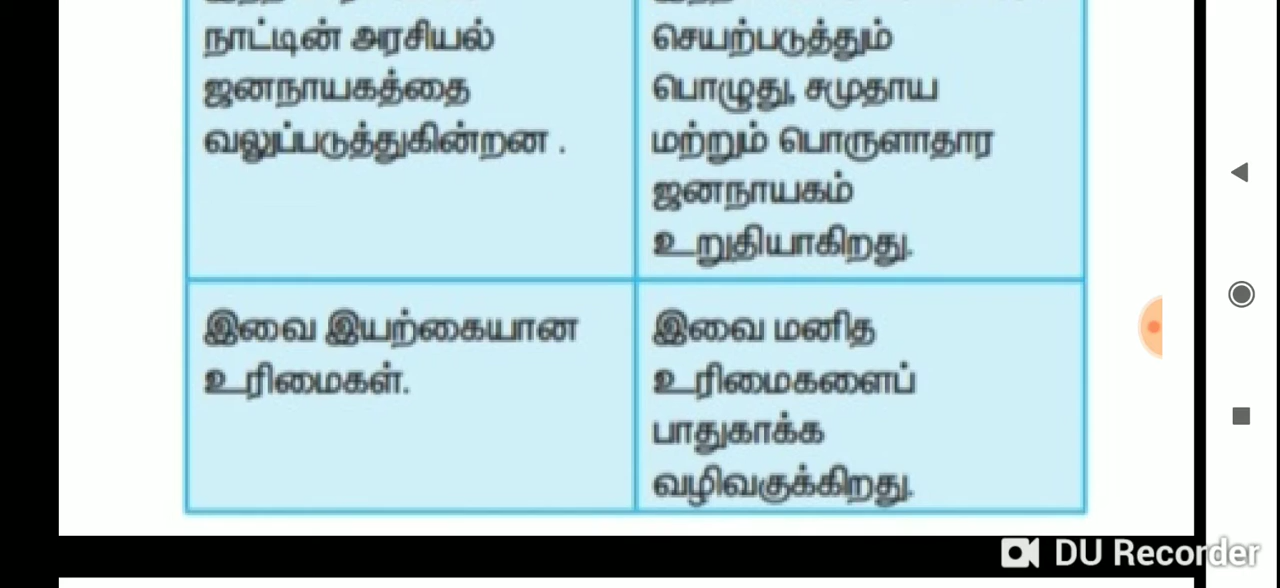 நாட்டின் அரசியல்
ஜனநாயகத்தை
வலுப்படுத்துகின்றன .
செயற்படுத்தும்
பொழுது, சமுதாய
மற்றும் பொருளாதார
ஜனநாயகம்
உறுதியாகிறது.
இவை இயற்கையான
உரிமைகள்.
இவை மனித
உரிமைகளைப்
பாதுகாக்க
வழிவகுக்கிறது.
DU Recorder